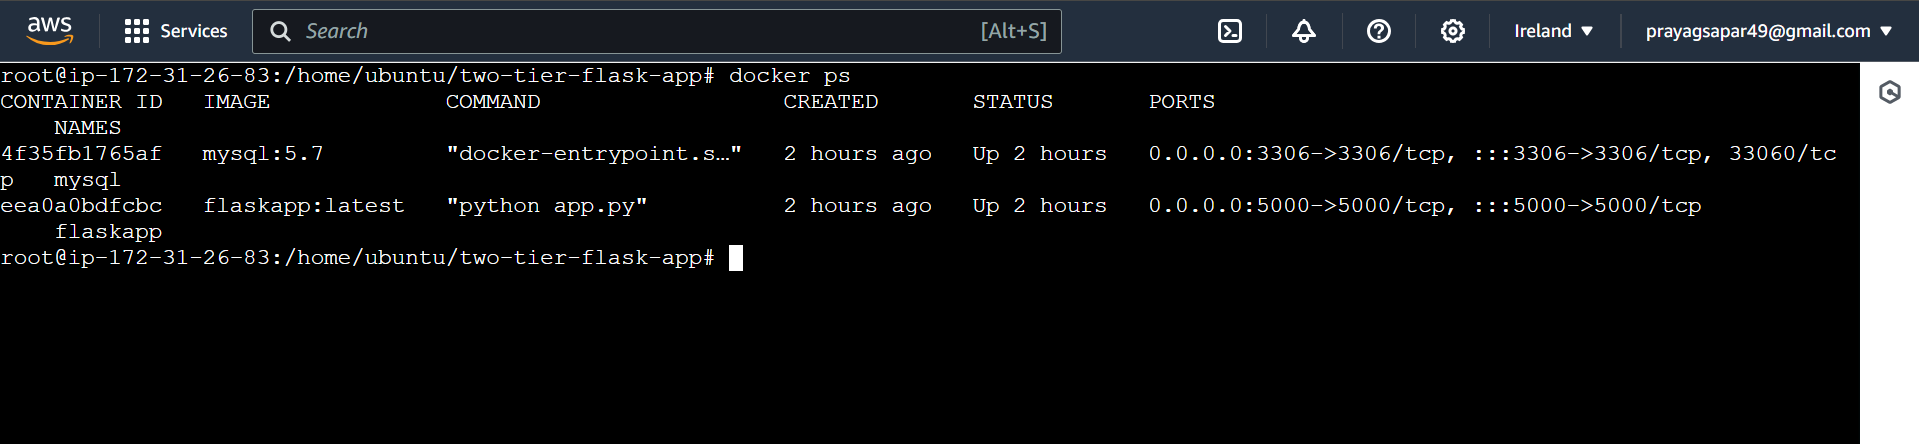 aws Services Search [Alt+S] Ireland prayagsapar49@gmail.com
root@ip-172-31-26-83:/home/ubuntu/two-tier-flask-app# docker ps
CONTAINER ID   IMAGE             COMMAND                  CREATED       STATUS       PORTS
    NAMES
4f35fb1765af   mysql:5.7         "docker-entrypoint.s…"   2 hours ago   Up 2 hours   0.0.0.0:3306->3306/tcp, :::3306->3306/tcp, 33060/tc
p   mysql
eea0a0bdfcbc   flaskapp:latest   "python app.py"          2 hours ago   Up 2 hours   0.0.0.0:5000->5000/tcp, :::5000->5000/tcp
    flaskapp
root@ip-172-31-26-83:/home/ubuntu/two-tier-flask-app#